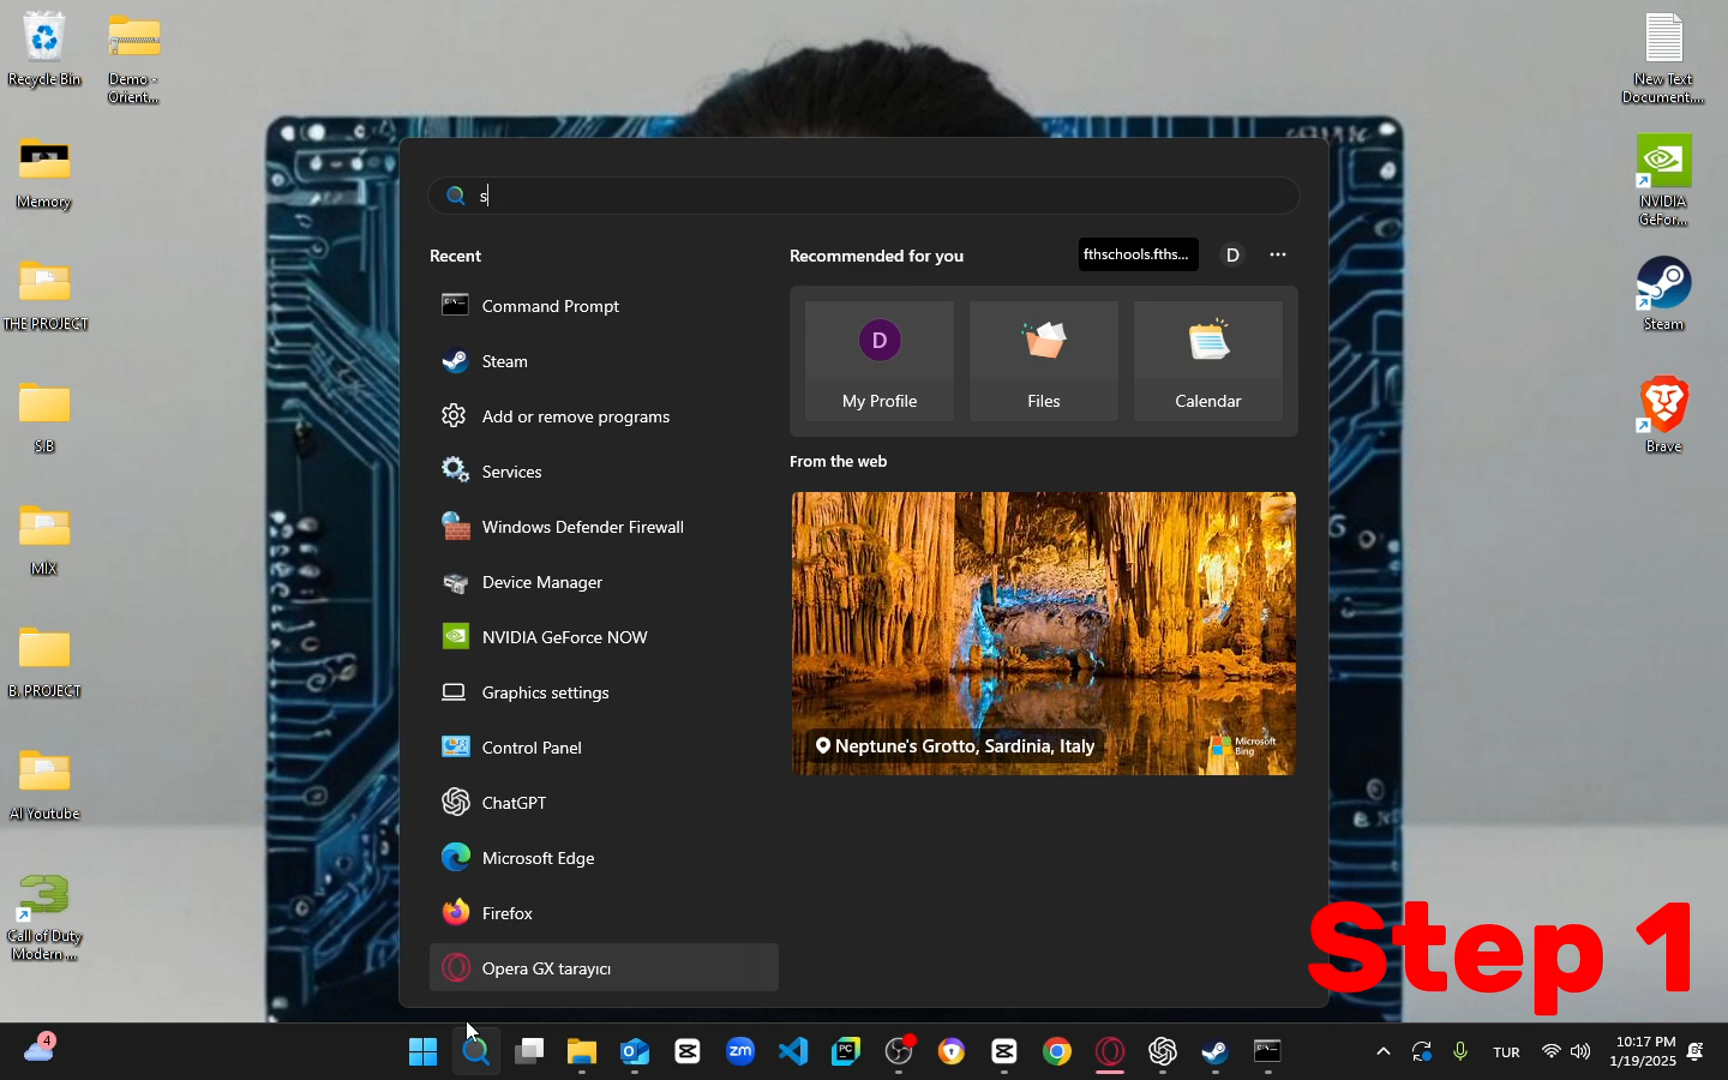 Recycle Bin
Demo -
Orient...
Memory
THE PROJECT
S.B
MIX
B. PROJECT
AI Youtube
Call of Duty
Modern ...
New Text
Document....
NVIDIA
GeFor...
Steam
Brave
s
Recent
Command Prompt
Steam
Add or remove programs
Services
Windows Defender Firewall
Device Manager
NVIDIA GeForce NOW
Graphics settings
Control Panel
ChatGPT
Microsoft Edge
Firefox
Opera GX tarayıcı
Recommended for you
fthschools.fths...
D
D
My Profile
Files
Calendar
From the web
Neptune's Grotto, Sardinia, Italy
Microsoft
Bing
Step 1
4
zm
PC
TUR
10:17 PM
1/19/2025